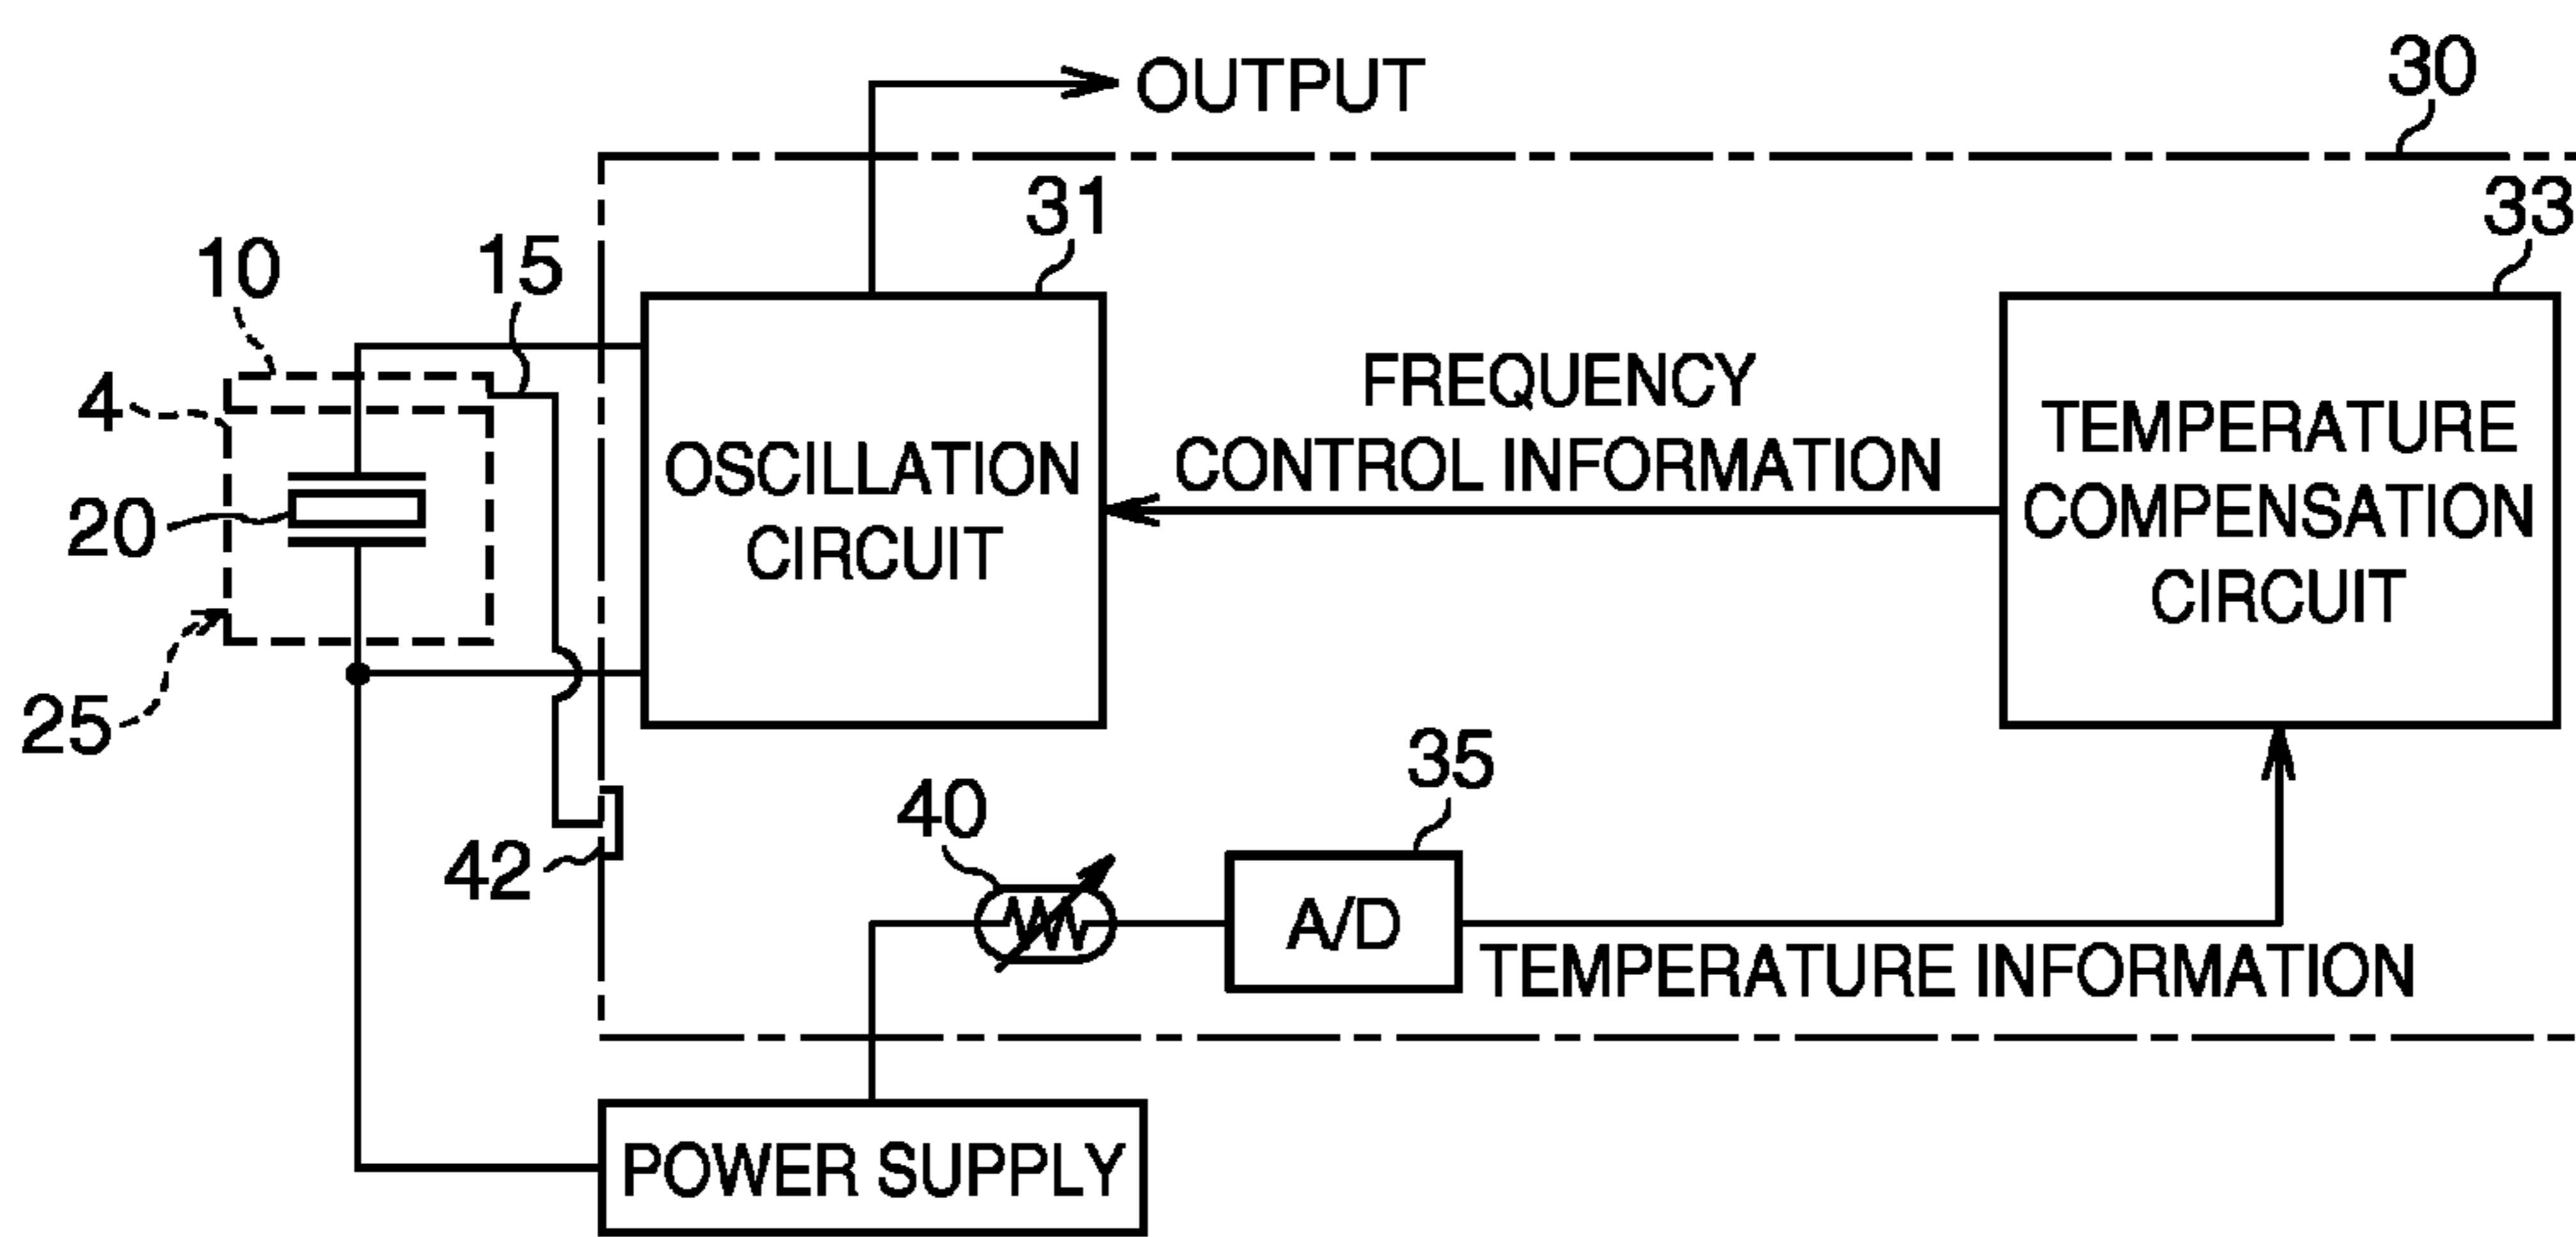 OUTPUT
30
31
33
10
15
4
20
25
OSCILLATION
CIRCUIT
FREQUENCY
CONTROL INFORMATION
TEMPERATURE
COMPENSATION
CIRCUIT
42
40
35
A/D
TEMPERATURE INFORMATION
POWER SUPPLY